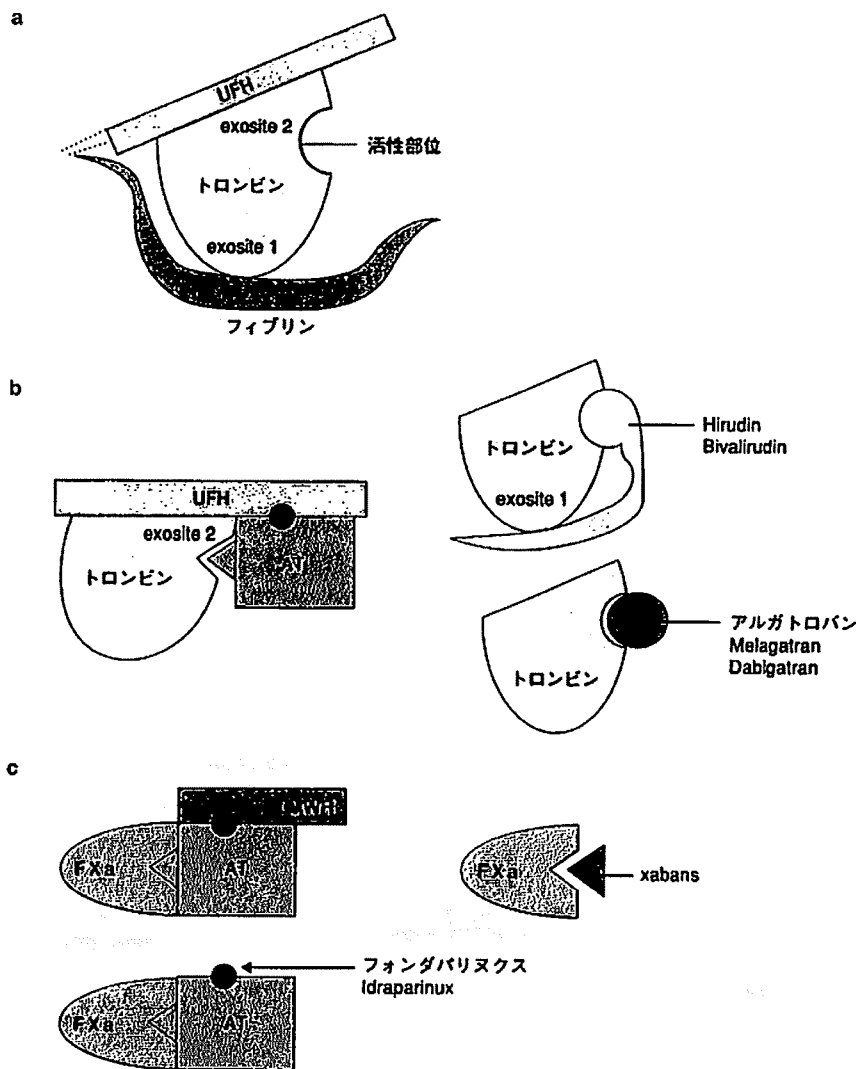 a
UFH
exosite 2
活性部位
トロンビン
exosite 1
フィブリン
b
UFH
exosite 2
トロンビン
AT
トロンビン
exosite 1
Hirudin
Bivalirudin
トロンビン
アルガトロバン
Melagatran
Dabigatran
c
LMWH
FXa
AT
FXa
xabans
フォンダパリヌクス
Idraparinux
FXa
AT